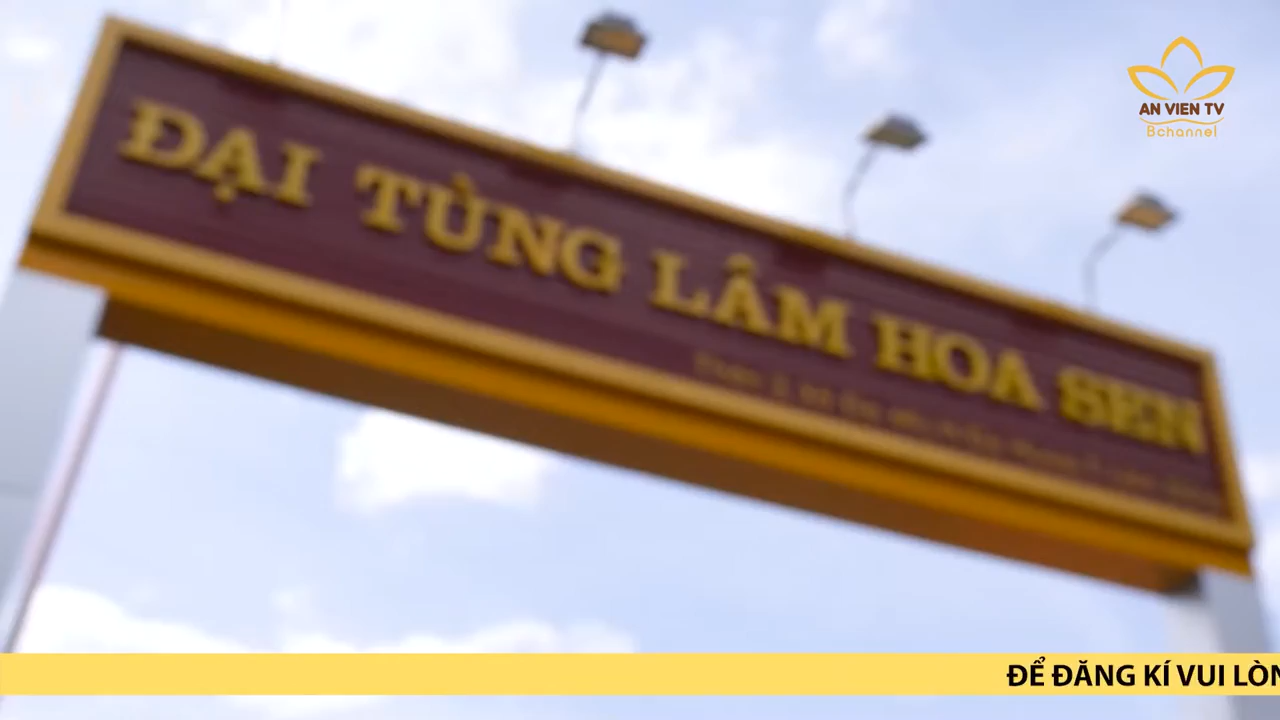 AN VIEN TV
Bchannel
ĐẠI TÙNG LÂM HOA SEN
ĐỂ ĐĂNG KÍ VUI LÒN